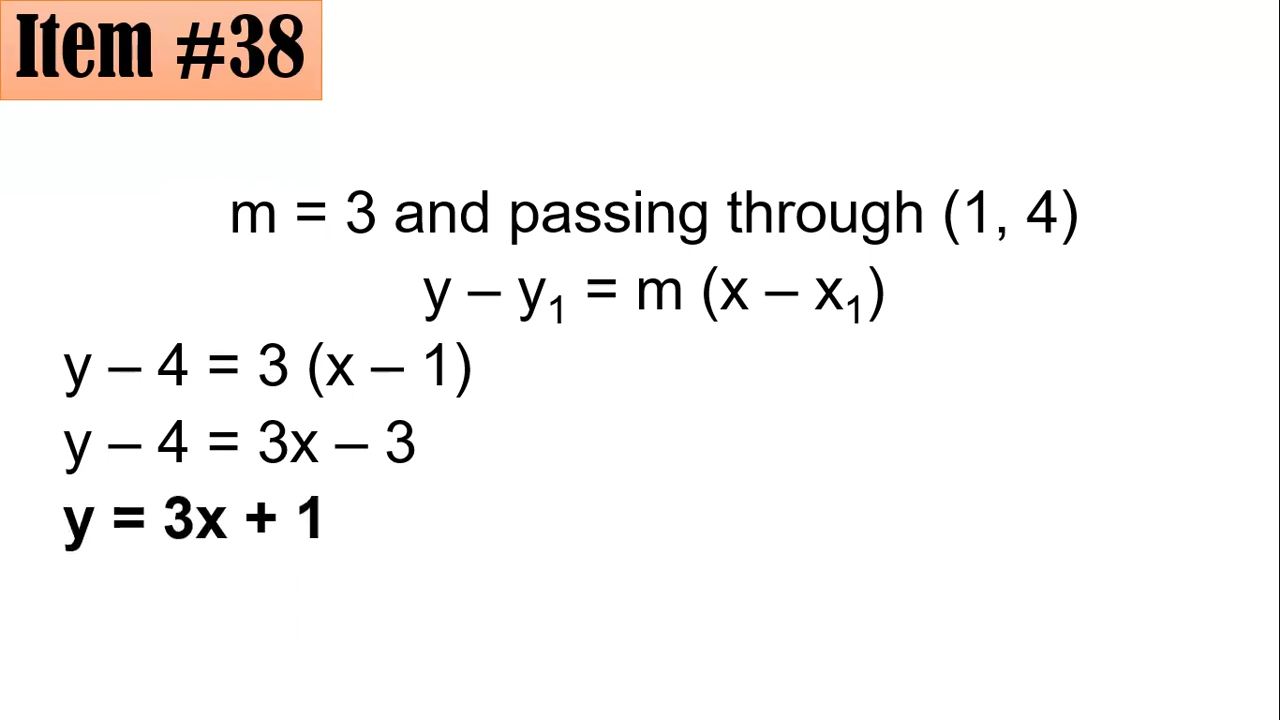 Item #38
m = 3 and passing through (1, 4)
y – y₁ = m (x – x₁)
y – 4 = 3 (x – 1)
y – 4 = 3x – 3
y = 3x + 1